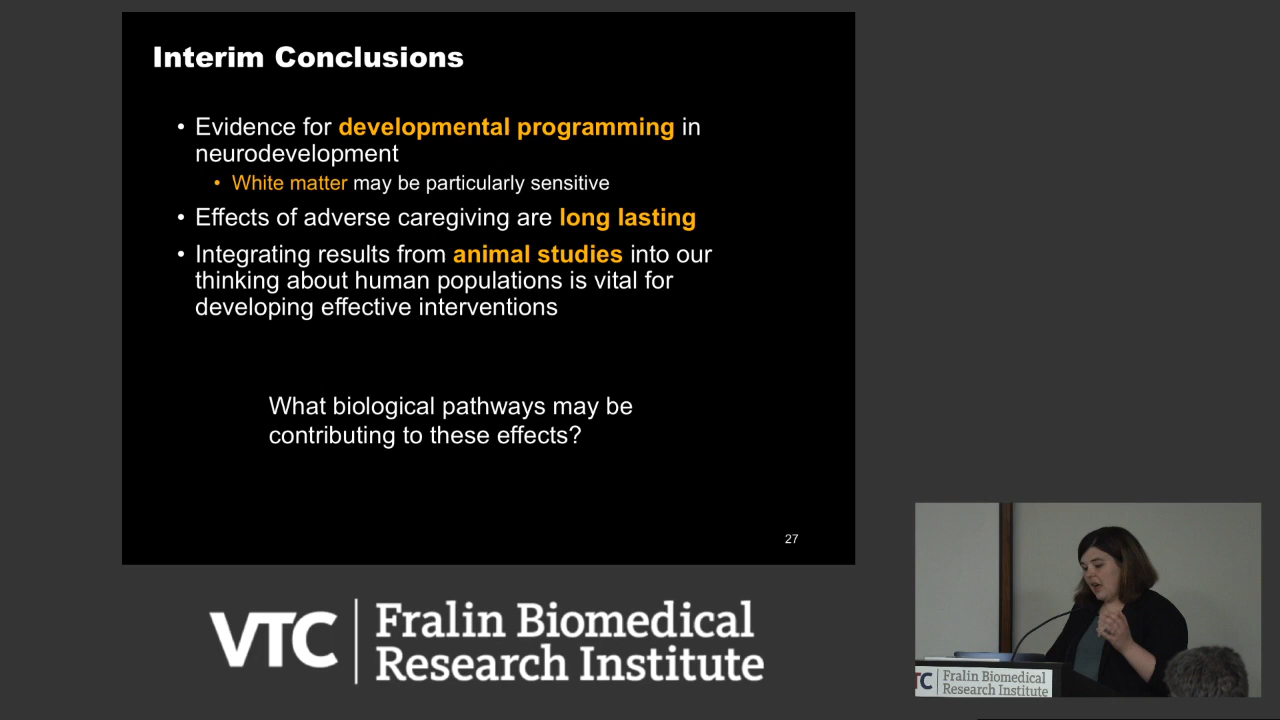 Interim Conclusions
• Evidence for developmental programming in
neurodevelopment
• White matter may be particularly sensitive
• Effects of adverse caregiving are long lasting
• Integrating results from animal studies into our
thinking about human populations is vital for
developing effective interventions
What biological pathways may be
contributing to these effects?
27
VTC
Fralin Biomedical
Research Institute
TC
Fralin Biomedical
Research Institute